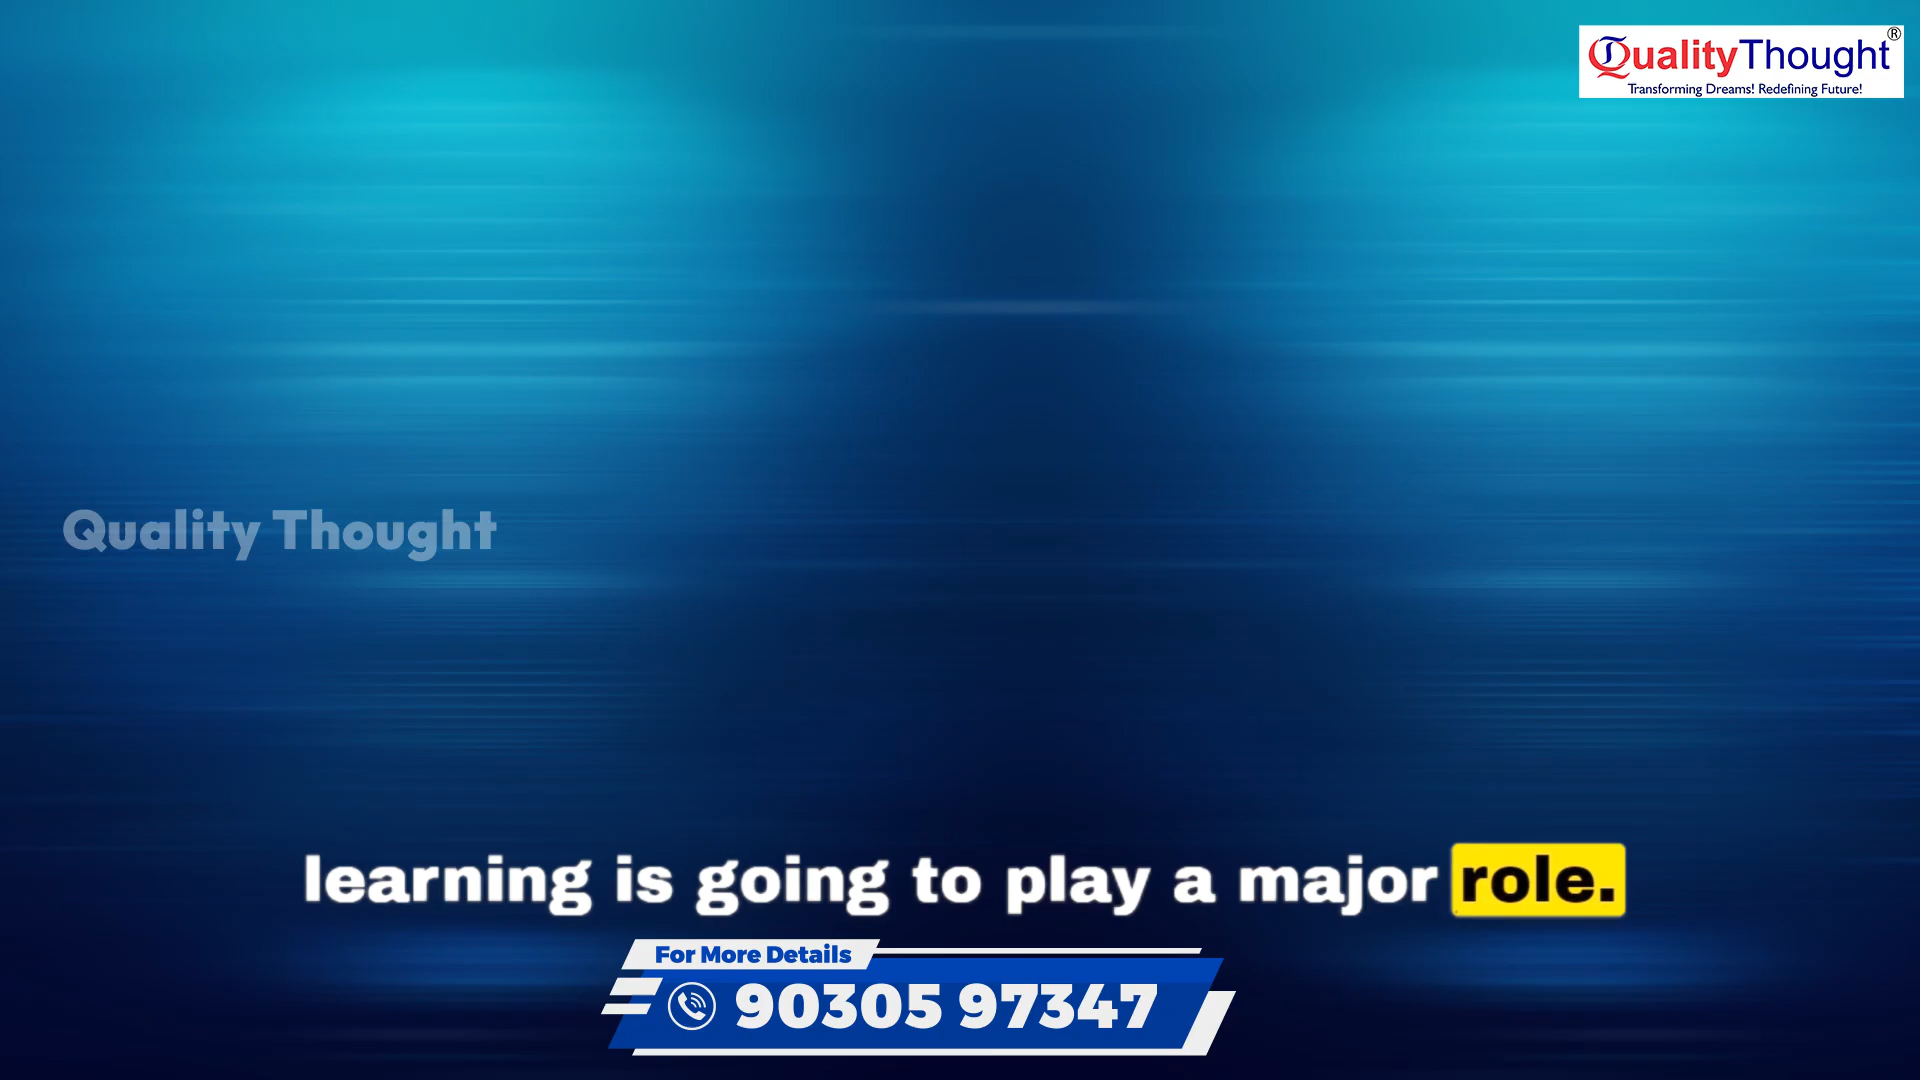 QualityThought®
Transforming Dreams! Redefining Future!
Quality Thought
learning is going to play a major role.
For More Details
90305 97347